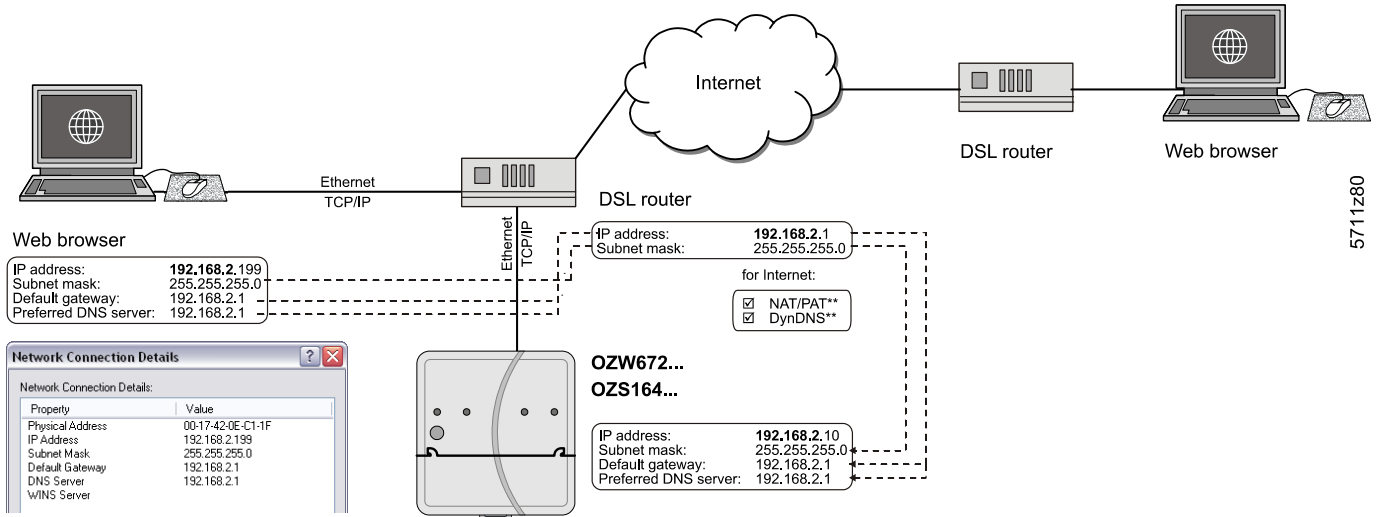 Internet
DSL router
Web browser
5711z80
Ethernet
TCP/IP
DSL router
Ethernet
TCP/IP
Web browser
IP address: 192.168.2.199
Subnet mask: 255.255.255.0
Default gateway: 192.168.2.1
Preferred DNS server: 192.168.2.1
IP address: 192.168.2.1
Subnet mask: 255.255.255.0
for Internet:
NAT/PAT**
DynDNS**
Network Connection Details
Network Connection Details:
Property Value
Physical Address 00-17-42-0E-C1-1F
IP Address 192.168.2.199
Subnet Mask 255.255.255.0
Default Gateway 192.168.2.1
DNS Server 192.168.2.1
WINS Server
OZW672...
OZS164...
IP address: 192.168.2.10
Subnet mask: 255.255.255.0
Default gateway: 192.168.2.1
Preferred DNS server: 192.168.2.1